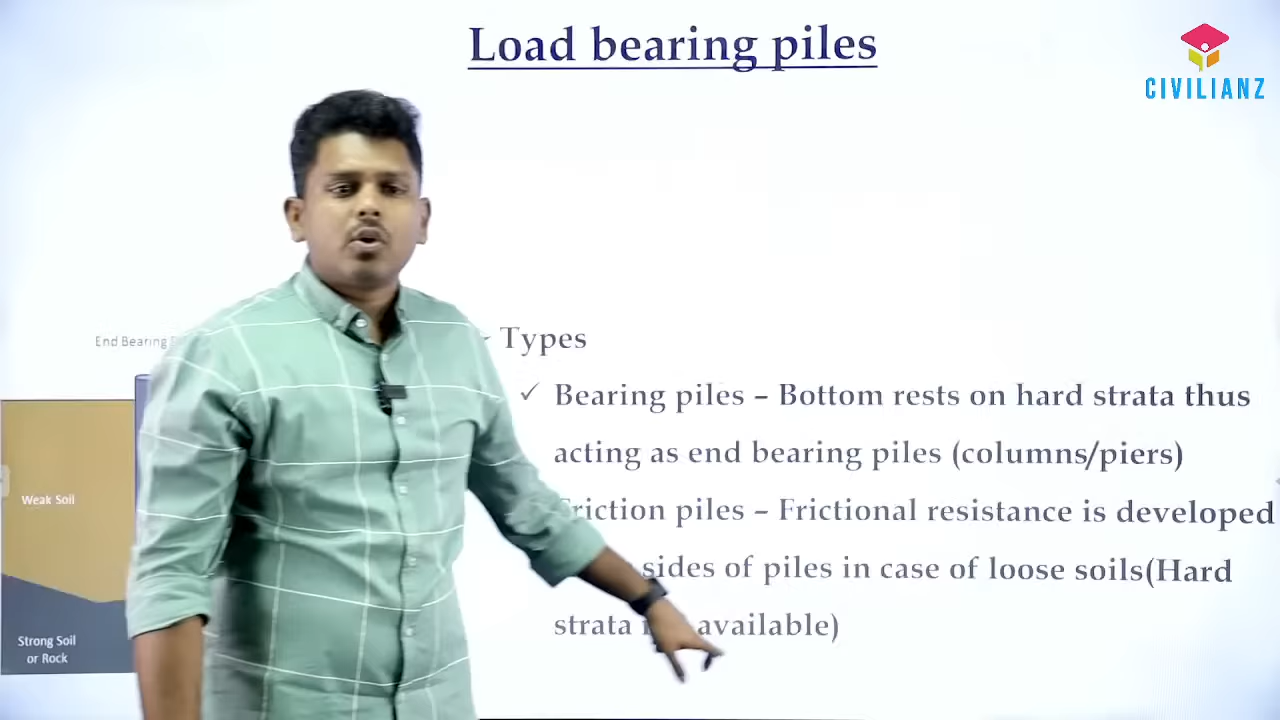 Load bearing piles
CIVILIANZ
End Bearing
Types
✓ Bearing piles – Bottom rests on hard strata thus
acting as end bearing piles (columns/piers)
Friction piles – Frictional resistance is developed
sides of piles in case of loose soils(Hard
strata available)
Weak Soil
Strong Soil
or Rock